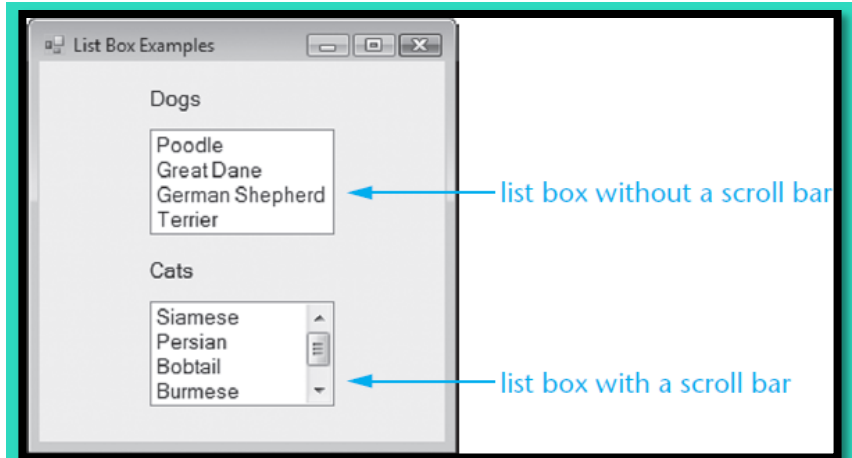 List Box Examples
Dogs
Poodle
Great Dane
German Shepherd
Terrier
list box without a scroll bar
Cats
Siamese
Persian
Bobtail
Burmese
list box with a scroll bar